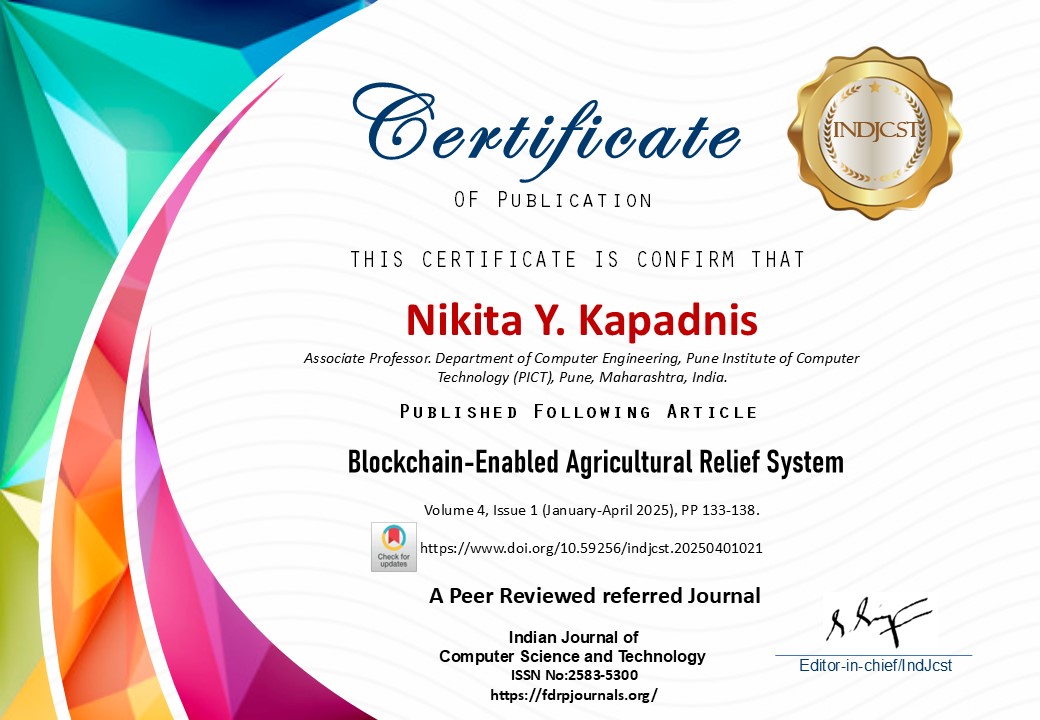 Certificate
INDJCST
OF PUBLICATION
THIS CERTIFICATE IS CONFIRM THAT
Nikita Y. Kapadnis
Associate Professor. Department of Computer Engineering, Pune Institute of Computer
Technology (PICT), Pune, Maharashtra, India.
PUBLISHED FOLLOWING ARTICLE
Blockchain-Enabled Agricultural Relief System
Volume 4, Issue 1 (January-April 2025), PP 133-138.
Check for
updates
https://www.doi.org/10.59256/indjcst.20250401021
A Peer Reviewed referred Journal
Indian Journal of
Computer Science and Technology
ISSN No:2583-5300
https://fdrpjournals.org/
Editor-in-chief/IndJcst